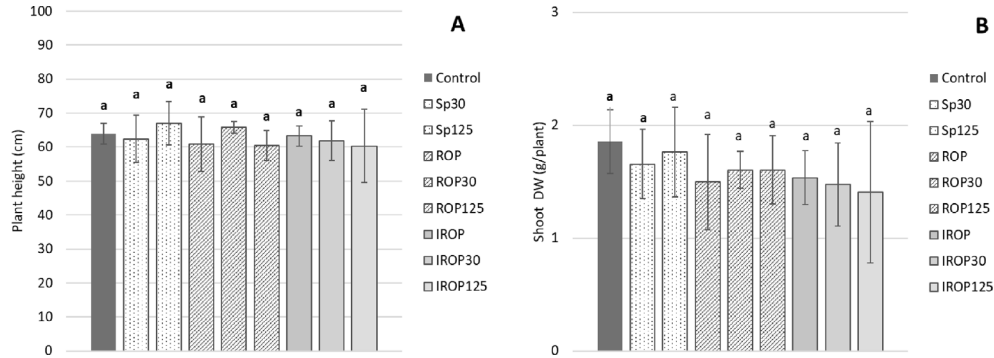 A
Plant height (cm)
100
90
80
70
60
50
40
30
20
10
0
a a a a a a a a a
Control
Sp30
Sp125
ROP
ROP30
ROP125
IROP
IROP30
IROP125
B
Shoot DW (g/plant)
3
2
1
0
a a a a a a a a a
Control
Sp30
Sp125
ROP
ROP30
ROP125
IROP
IROP30
IROP125